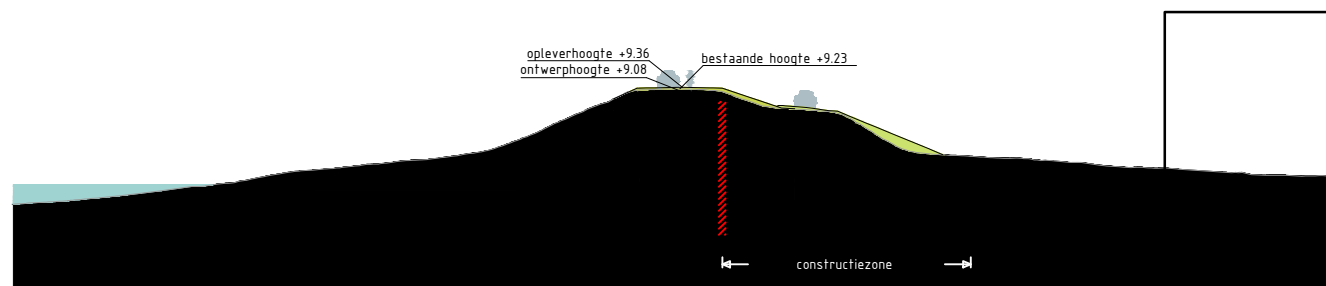 opleverhoogte +9.36
ontwerphoogte +9.08
bestaande hoogte +9.23
constructiezone